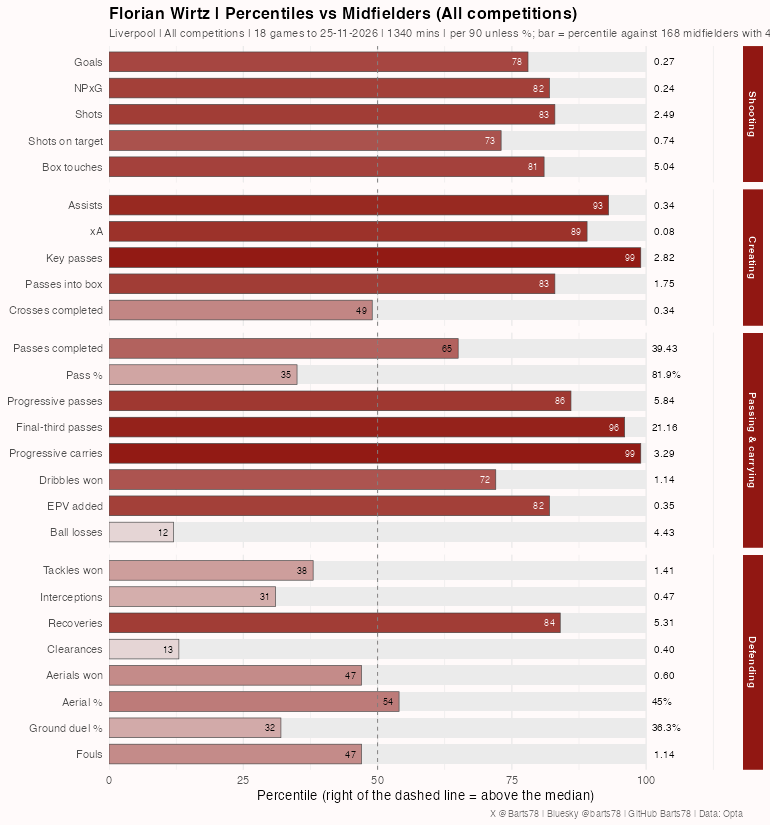 Florian Wirtz | Percentiles vs Midfielders (All competitions)
Liverpool | All competitions | 18 games to 25-11-2026 | 1340 mins | per 90 unless %; bar = percentile against 168 midfielders with 4
Shooting
Goals 78 0.27
NPxG 82 0.24
Shots 83 2.49
Shots on target 73 0.74
Box touches 81 5.04
Creating
Assists 93 0.34
xA 89 0.08
Key passes 99 2.82
Passes into box 83 1.75
Crosses completed 49 0.34
Passing & carrying
Passes completed 65 39.43
Pass % 35 81.9%
Progressive passes 86 5.84
Final-third passes 96 21.16
Progressive carries 99 3.29
Dribbles won 72 1.14
EPV added 82 0.35
Ball losses 12 4.43
Defending
Tackles won 38 1.41
Interceptions 31 0.47
Recoveries 84 5.31
Clearances 13 0.40
Aerials won 47 0.60
Aerial % 54 45%
Ground duel % 32 36.3%
Fouls 47 1.14
0 25 50 75 100
Percentile (right of the dashed line = above the median)
X @Barts78 | Bluesky @barts78 | GitHub Barts78 | Data: Opta